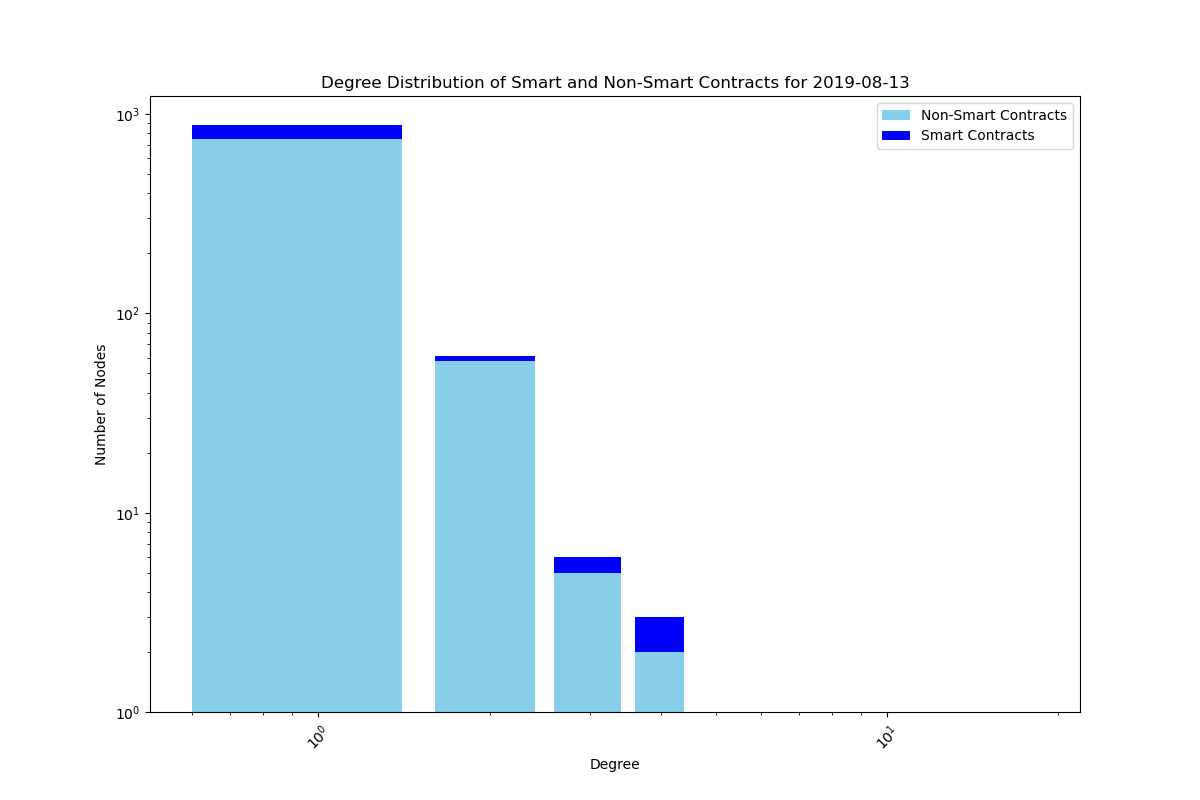 Degree Distribution of Smart and Non-Smart Contracts for 2019-08-13
Non-Smart Contracts
Smart Contracts
Number of Nodes
10³
10²
10¹
10⁰
10⁰
10¹
Degree